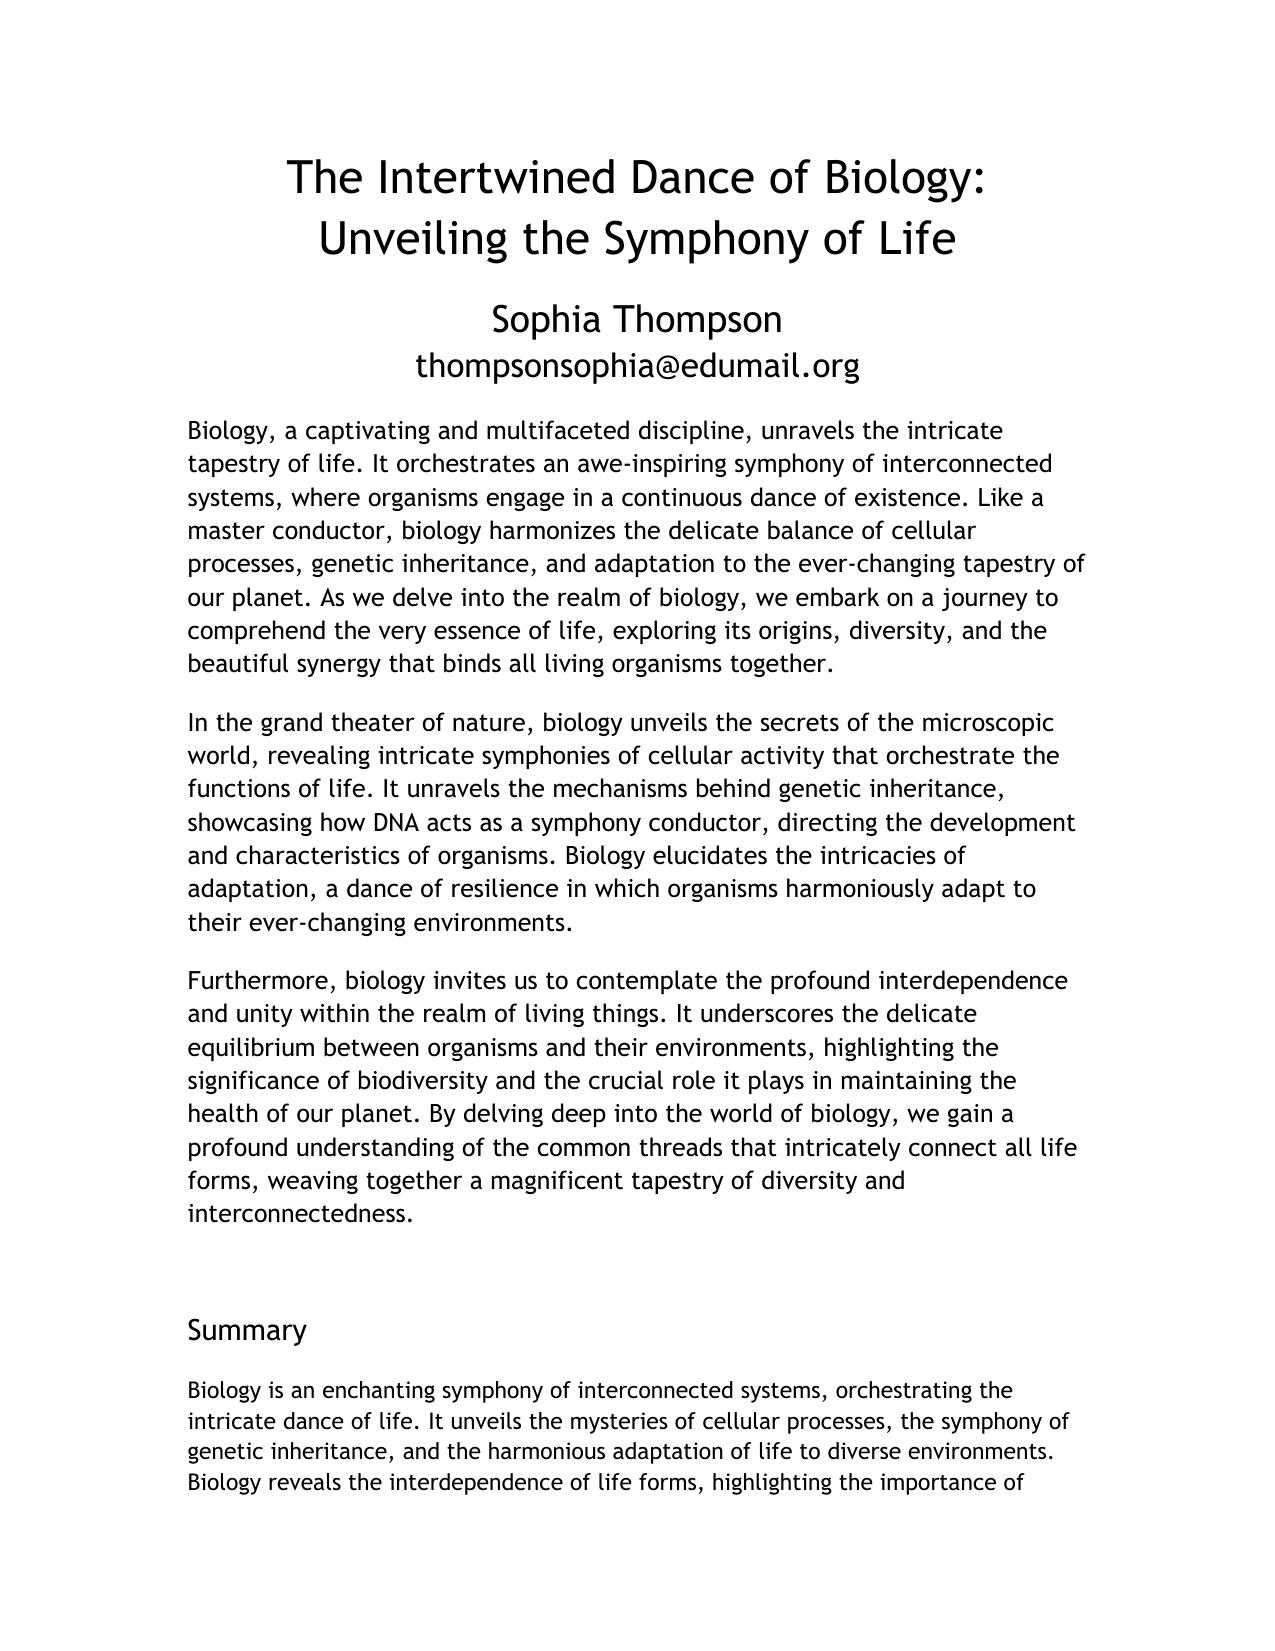 The Intertwined Dance of Biology:
Unveiling the Symphony of Life
Sophia Thompson
thompsonsophia@edumail.org
Biology, a captivating and multifaceted discipline, unravels the intricate
tapestry of life. It orchestrates an awe-inspiring symphony of interconnected
systems, where organisms engage in a continuous dance of existence. Like a
master conductor, biology harmonizes the delicate balance of cellular
processes, genetic inheritance, and adaptation to the ever-changing tapestry of
our planet. As we delve into the realm of biology, we embark on a journey to
comprehend the very essence of life, exploring its origins, diversity, and the
beautiful synergy that binds all living organisms together.
In the grand theater of nature, biology unveils the secrets of the microscopic
world, revealing intricate symphonies of cellular activity that orchestrate the
functions of life. It unravels the mechanisms behind genetic inheritance,
showcasing how DNA acts as a symphony conductor, directing the development
and characteristics of organisms. Biology elucidates the intricacies of
adaptation, a dance of resilience in which organisms harmoniously adapt to
their ever-changing environments.
Furthermore, biology invites us to contemplate the profound interdependence
and unity within the realm of living things. It underscores the delicate
equilibrium between organisms and their environments, highlighting the
significance of biodiversity and the crucial role it plays in maintaining the
health of our planet. By delving deep into the world of biology, we gain a
profound understanding of the common threads that intricately connect all life
forms, weaving together a magnificent tapestry of diversity and
interconnectedness.
Summary
Biology is an enchanting symphony of interconnected systems, orchestrating the
intricate dance of life. It unveils the mysteries of cellular processes, the symphony of
genetic inheritance, and the harmonious adaptation of life to diverse environments.
Biology reveals the interdependence of life forms, highlighting the importance of